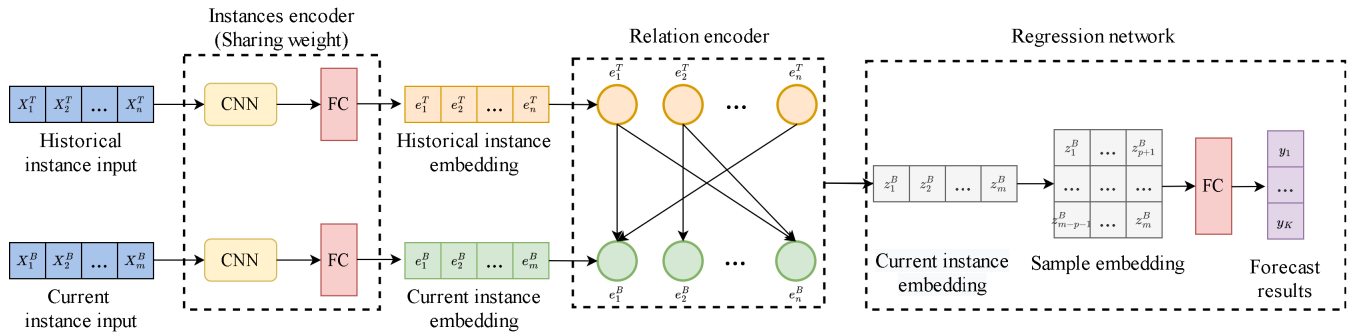 Instances encoder
(Sharing weight)
Relation encoder
Regression network
X_1^T X_2^T ... X_n^T
CNN
FC
e_1^T e_2^T ... e_n^T
e_1^T e_2^T e_n^T
...
Historical
instance input
Historical instance
embedding
z_1^B z_2^B ... z_m^B
z_1^B ... z_{p+1}^B
... ... ...
z_{m-p-1}^B ... z_m^B
FC
y_1
...
y_K
X_1^B X_2^B ... X_m^B
CNN
FC
e_1^B e_2^B ... e_m^B
...
e_1^B e_2^B e_n^B
Current
instance input
Current instance
embedding
Current instance
embedding
Sample embedding
Forecast
results